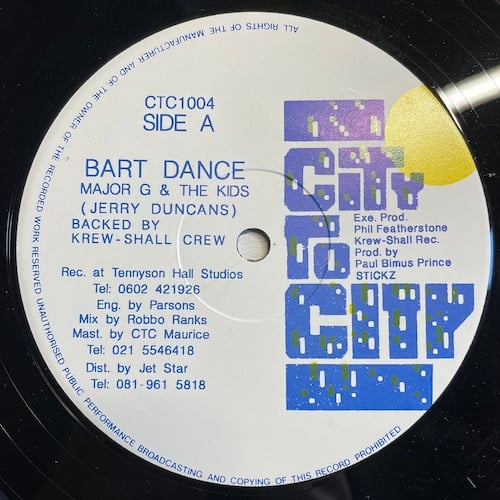 ALL RIGHTS OF THE MANUFACTURER AND OF THE OWNER OF THE RECORDED WORK RESERVED UNAUTHORISED PUBLIC PERFORMANCE BROADCASTING AND COPYING OF THIS RECORD PROHIBITED
CTC1004
SIDE A
BART DANCE
MAJOR G & THE KIDS
(JERRY DUNCANS)
BACKED BY
KREW-SHALL CREW
Rec. at Tennyson Hall Studios
Tel: 0602 421926
Eng. by Parsons
Mix by Robbo Ranks
Mast. by CTC Maurice
Tel: 021 5546418
Dist. by Jet Star
Tel: 081-961 5818
CITY
TO
CITY
Exe. Prod.
Phil Featherstone
Krew-Shall Rec.
Prod. by
Paul Bimus Prince
STICKZ